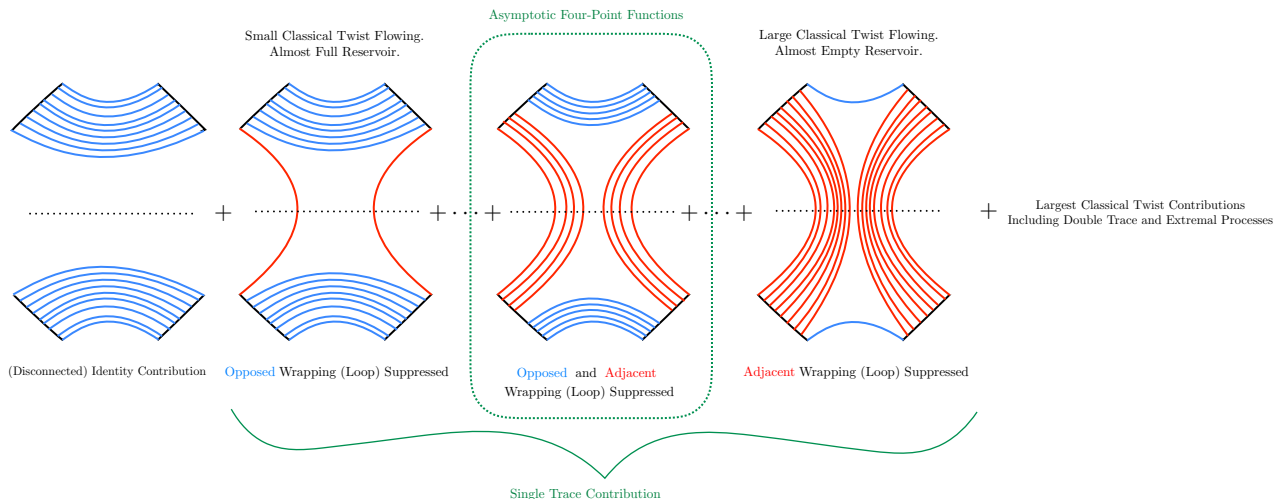 Asymptotic Four-Point Functions
Small Classical Twist Flowing.
Almost Full Reservoir.
Large Classical Twist Flowing.
Almost Empty Reservoir.
+
+ ··· +
+ ··· +
+
Largest Classical Twist Contributions
Including Double Trace and Extremal Processes
(Disconnected) Identity Contribution
Opposed Wrapping (Loop) Suppressed
Opposed and Adjacent
Wrapping (Loop) Suppressed
Adjacent Wrapping (Loop) Suppressed
Single Trace Contribution